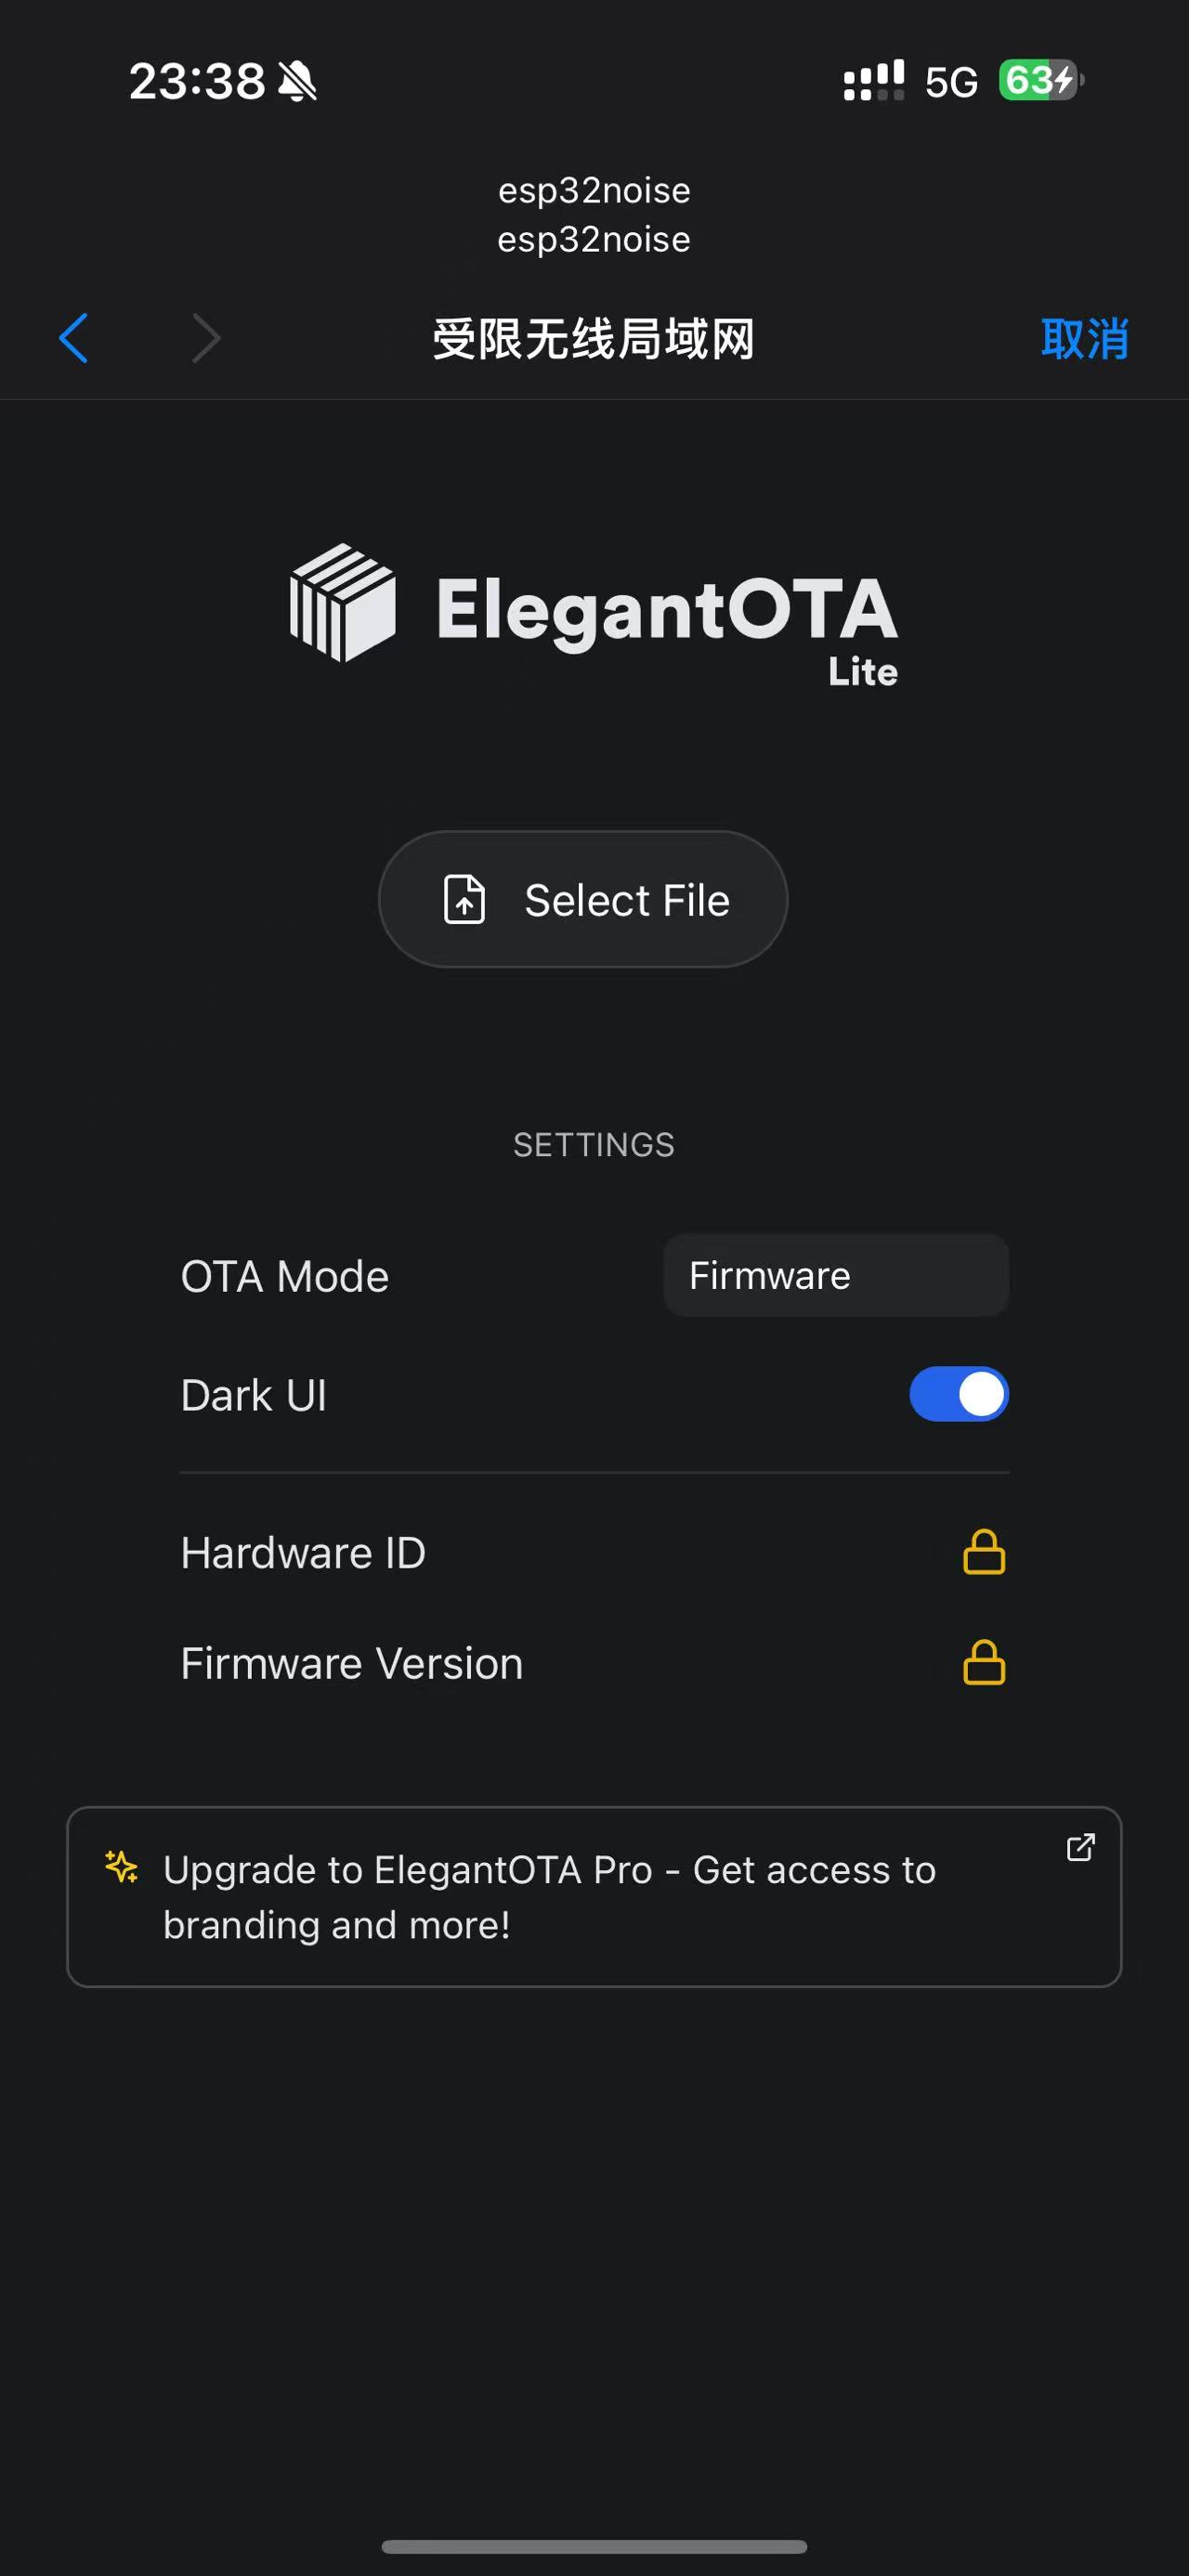 23:38 5G 63
esp32noise
esp32noise
受限无线局域网 取消
ElegantOTA
Lite
Select File
SETTINGS
OTA Mode Firmware
Dark UI
Hardware ID
Firmware Version
Upgrade to ElegantOTA Pro - Get access to
branding and more!